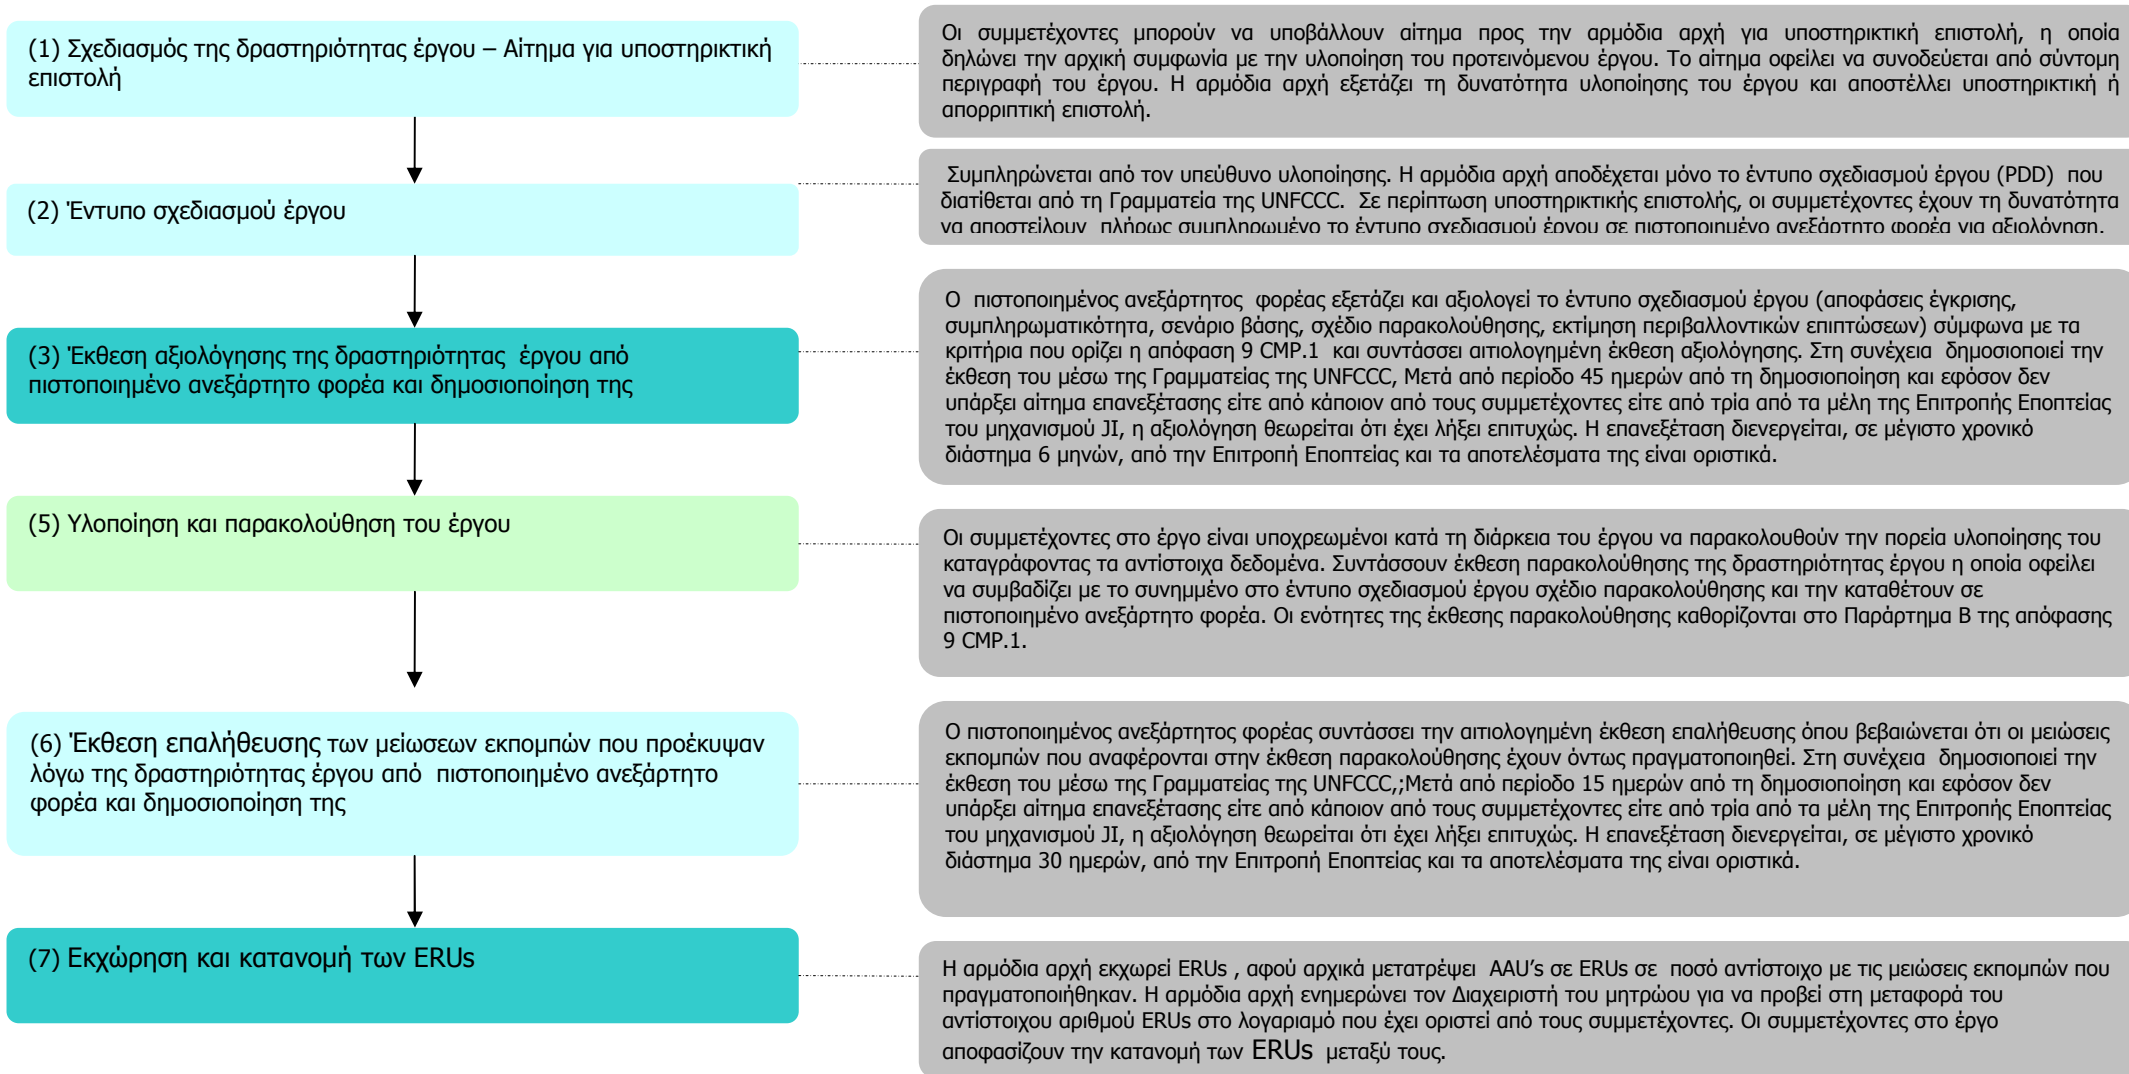 (1) Σχεδιασμός της δραστηριότητας έργου – Αίτημα για υποστηρικτική
επιστολή
Οι συμμετέχοντες μπορούν να υποβάλλουν αίτημα προς την αρμόδια αρχή για υποστηρικτική επιστολή, η οποία
δηλώνει την αρχική συμφωνία με την υλοποίηση του προτεινόμενου έργου. Το αίτημα οφείλει να συνοδεύεται από σύντομη
περιγραφή του έργου. Η αρμόδια αρχή εξετάζει τη δυνατότητα υλοποίησης του έργου και αποστέλλει υποστηρικτική ή
απορριπτική επιστολή.
(2) Έντυπο σχεδιασμού έργου
Συμπληρώνεται από τον υπεύθυνο υλοποίησης. Η αρμόδια αρχή αποδέχεται μόνο το έντυπο σχεδιασμού έργου (PDD) που
διατίθεται από τη Γραμματεία της UNFCCC. Σε περίπτωση υποστηρικτικής επιστολής, οι συμμετέχοντες έχουν τη δυνατότητα
να αποστείλουν πλήρως συμπληρωμένο το έντυπο σχεδιασμού έργου σε πιστοποιημένο ανεξάρτητο φορέα για αξιολόγηση.
(3) Έκθεση αξιολόγησης της δραστηριότητας έργου από
πιστοποιημένο ανεξάρτητο φορέα και δημοσιοποίηση της
Ο πιστοποιημένος ανεξάρτητος φορέας εξετάζει και αξιολογεί το έντυπο σχεδιασμού έργου (αποφάσεις έγκρισης,
συμπληρωματικότητα, σενάριο βάσης, σχέδιο παρακολούθησης, εκτίμηση περιβαλλοντικών επιπτώσεων) σύμφωνα με τα
κριτήρια που ορίζει η απόφαση 9 CMP.1 και συντάσσει αιτιολογημένη έκθεση αξιολόγησης. Στη συνέχεια δημοσιοποιεί την
έκθεση του μέσω της Γραμματείας της UNFCCC, Μετά από περίοδο 45 ημερών από τη δημοσιοποίηση και εφόσον δεν
υπάρξει αίτημα επανεξέτασης είτε από κάποιον από τους συμμετέχοντες είτε από τρία από τα μέλη της Επιτροπής Εποπτείας
του μηχανισμού JI, η αξιολόγηση θεωρείται ότι έχει λήξει επιτυχώς. Η επανεξέταση διενεργείται, σε μέγιστο χρονικό
διάστημα 6 μηνών, από την Επιτροπή Εποπτείας και τα αποτελέσματα της είναι οριστικά.
(5) Υλοποίηση και παρακολούθηση του έργου
Οι συμμετέχοντες στο έργο είναι υποχρεωμένοι κατά τη διάρκεια του έργου να παρακολουθούν την πορεία υλοποίησης του
καταγράφοντας τα αντίστοιχα δεδομένα. Συντάσσουν έκθεση παρακολούθησης της δραστηριότητας έργου η οποία οφείλει
να συμβαδίζει με το συνημμένο στο έντυπο σχεδιασμού έργου σχέδιο παρακολούθησης και την καταθέτουν σε
πιστοποιημένο ανεξάρτητο φορέα. Οι ενότητες της έκθεσης παρακολούθησης καθορίζονται στο Παράρτημα Β της απόφασης
9 CMP.1.
(6) Έκθεση επαλήθευσης των μείωσεων εκπομπών που προέκυψαν
λόγω της δραστηριότητας έργου από πιστοποιημένο ανεξάρτητο
φορέα και δημοσιοποίηση της
Ο πιστοποιημένος ανεξάρτητος φορέας συντάσσει την αιτιολογημένη έκθεση επαλήθευσης όπου βεβαιώνεται ότι οι μειώσεις
εκπομπών που αναφέρονται στην έκθεση παρακολούθησης έχουν όντως πραγματοποιηθεί. Στη συνέχεια δημοσιοποιεί την
έκθεση του μέσω της Γραμματείας της UNFCCC,;Μετά από περίοδο 15 ημερών από τη δημοσιοποίηση και εφόσον δεν
υπάρξει αίτημα επανεξέτασης είτε από κάποιον από τους συμμετέχοντες είτε από τρία από τα μέλη της Επιτροπής Εποπτείας
του μηχανισμού JI, η αξιολόγηση θεωρείται ότι έχει λήξει επιτυχώς. Η επανεξέταση διενεργείται, σε μέγιστο χρονικό
διάστημα 30 ημερών, από την Επιτροπή Εποπτείας και τα αποτελέσματα της είναι οριστικά.
(7) Εκχώρηση και κατανομή των ERUs
Η αρμόδια αρχή εκχωρεί ERUs , αφού αρχικά μετατρέψει AAU’s σε ERUs σε ποσό αντίστοιχο με τις μειώσεις εκπομπών που
πραγματοποιήθηκαν. Η αρμόδια αρχή ενημερώνει τον Διαχειριστή του μητρώου για να προβεί στη μεταφορά του
αντίστοιχου αριθμού ERUs στο λογαριασμό που έχει οριστεί από τους συμμετέχοντες. Οι συμμετέχοντες στο έργο
αποφασίζουν την κατανομή των ERUs μεταξύ τους.